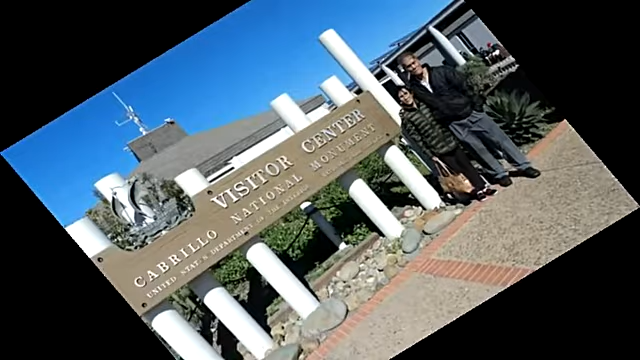 VISITOR CENTER
CABRILLO NATIONAL MONUMENT
UNITED STATES DEPARTMENT OF THE INTERIOR